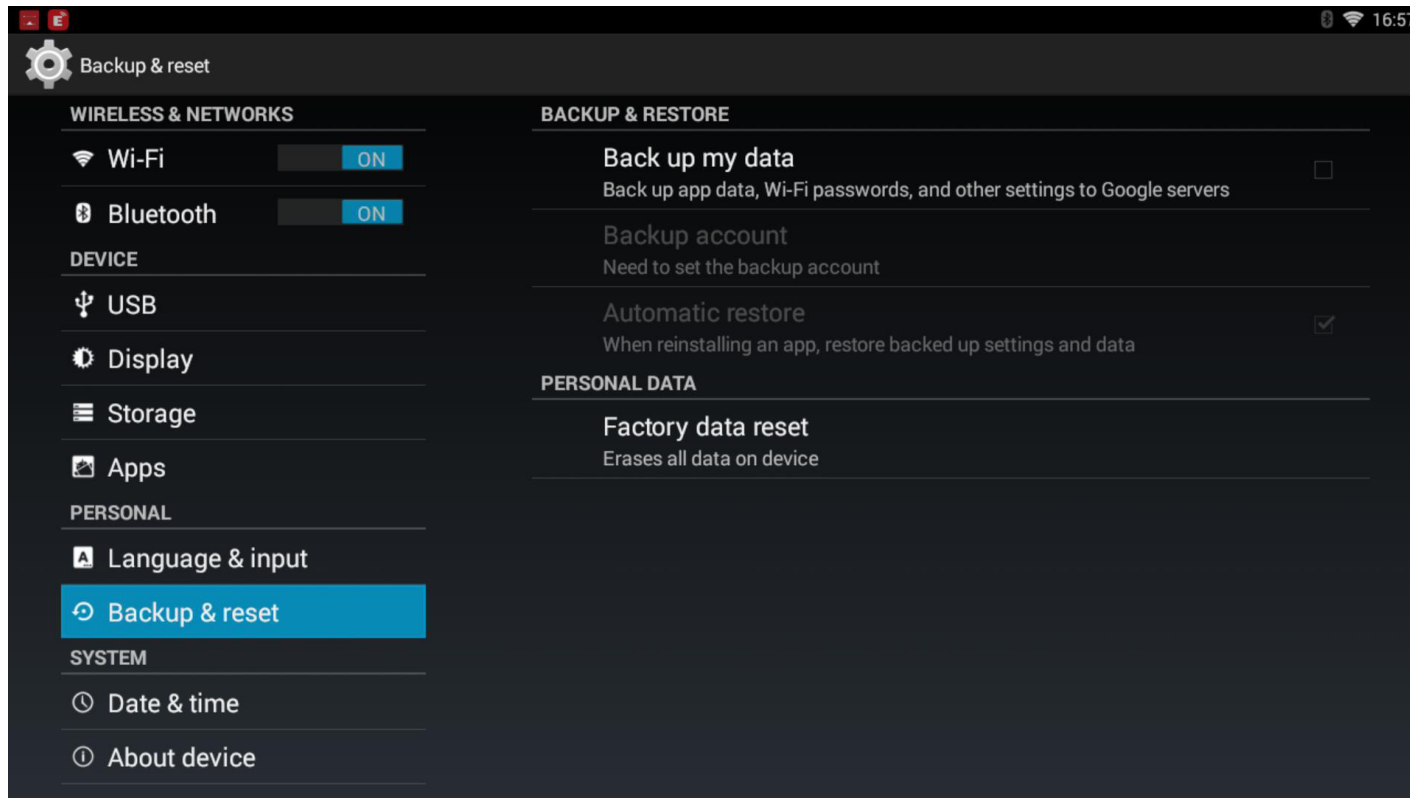 E
16:57
Backup & reset
WIRELESS & NETWORKS
Wi-Fi ON
Bluetooth ON
DEVICE
USB
Display
Storage
Apps
PERSONAL
Language & input
Backup & reset
SYSTEM
Date & time
About device
BACKUP & RESTORE
Back up my data
Back up app data, Wi-Fi passwords, and other settings to Google servers
Backup account
Need to set the backup account
Automatic restore
When reinstalling an app, restore backed up settings and data
PERSONAL DATA
Factory data reset
Erases all data on device